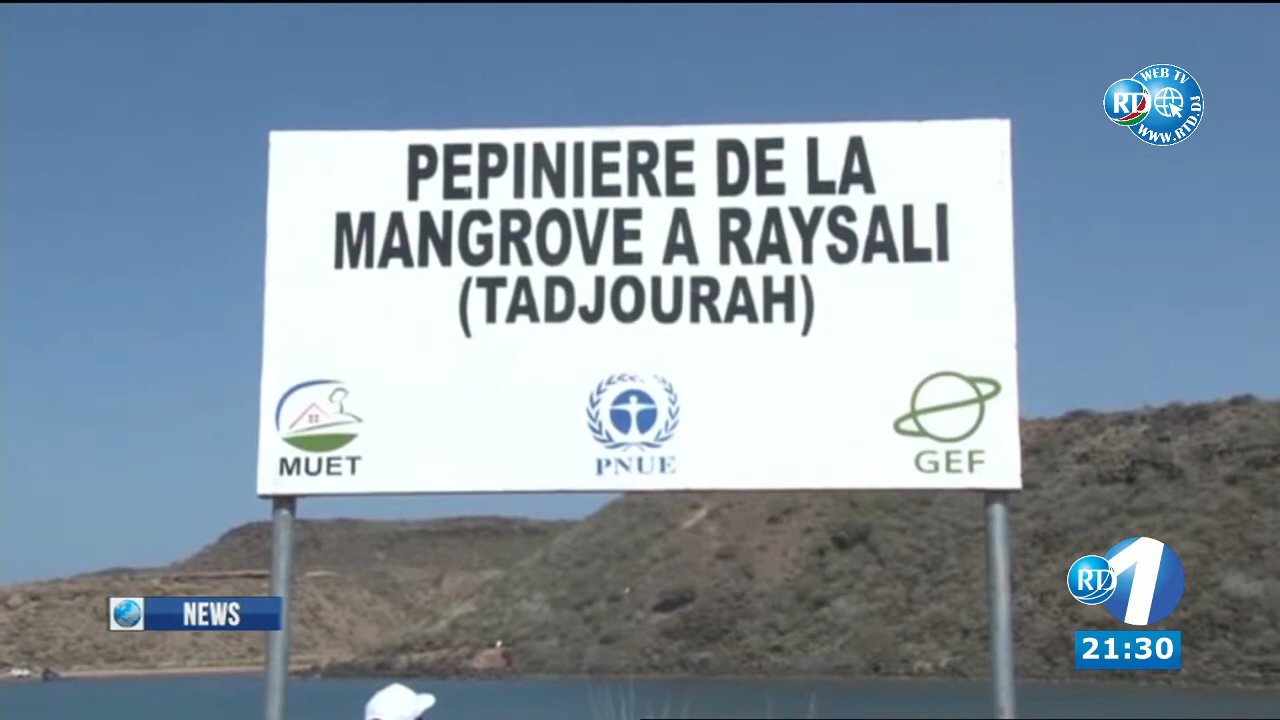 WEB TV
RTD
WWW.RTD.DJ
PEPINIERE DE LA
MANGROVE A RAYSALI
(TADJOURAH)
MUET
PNUE
GEF
RTD 1
NEWS
21:30